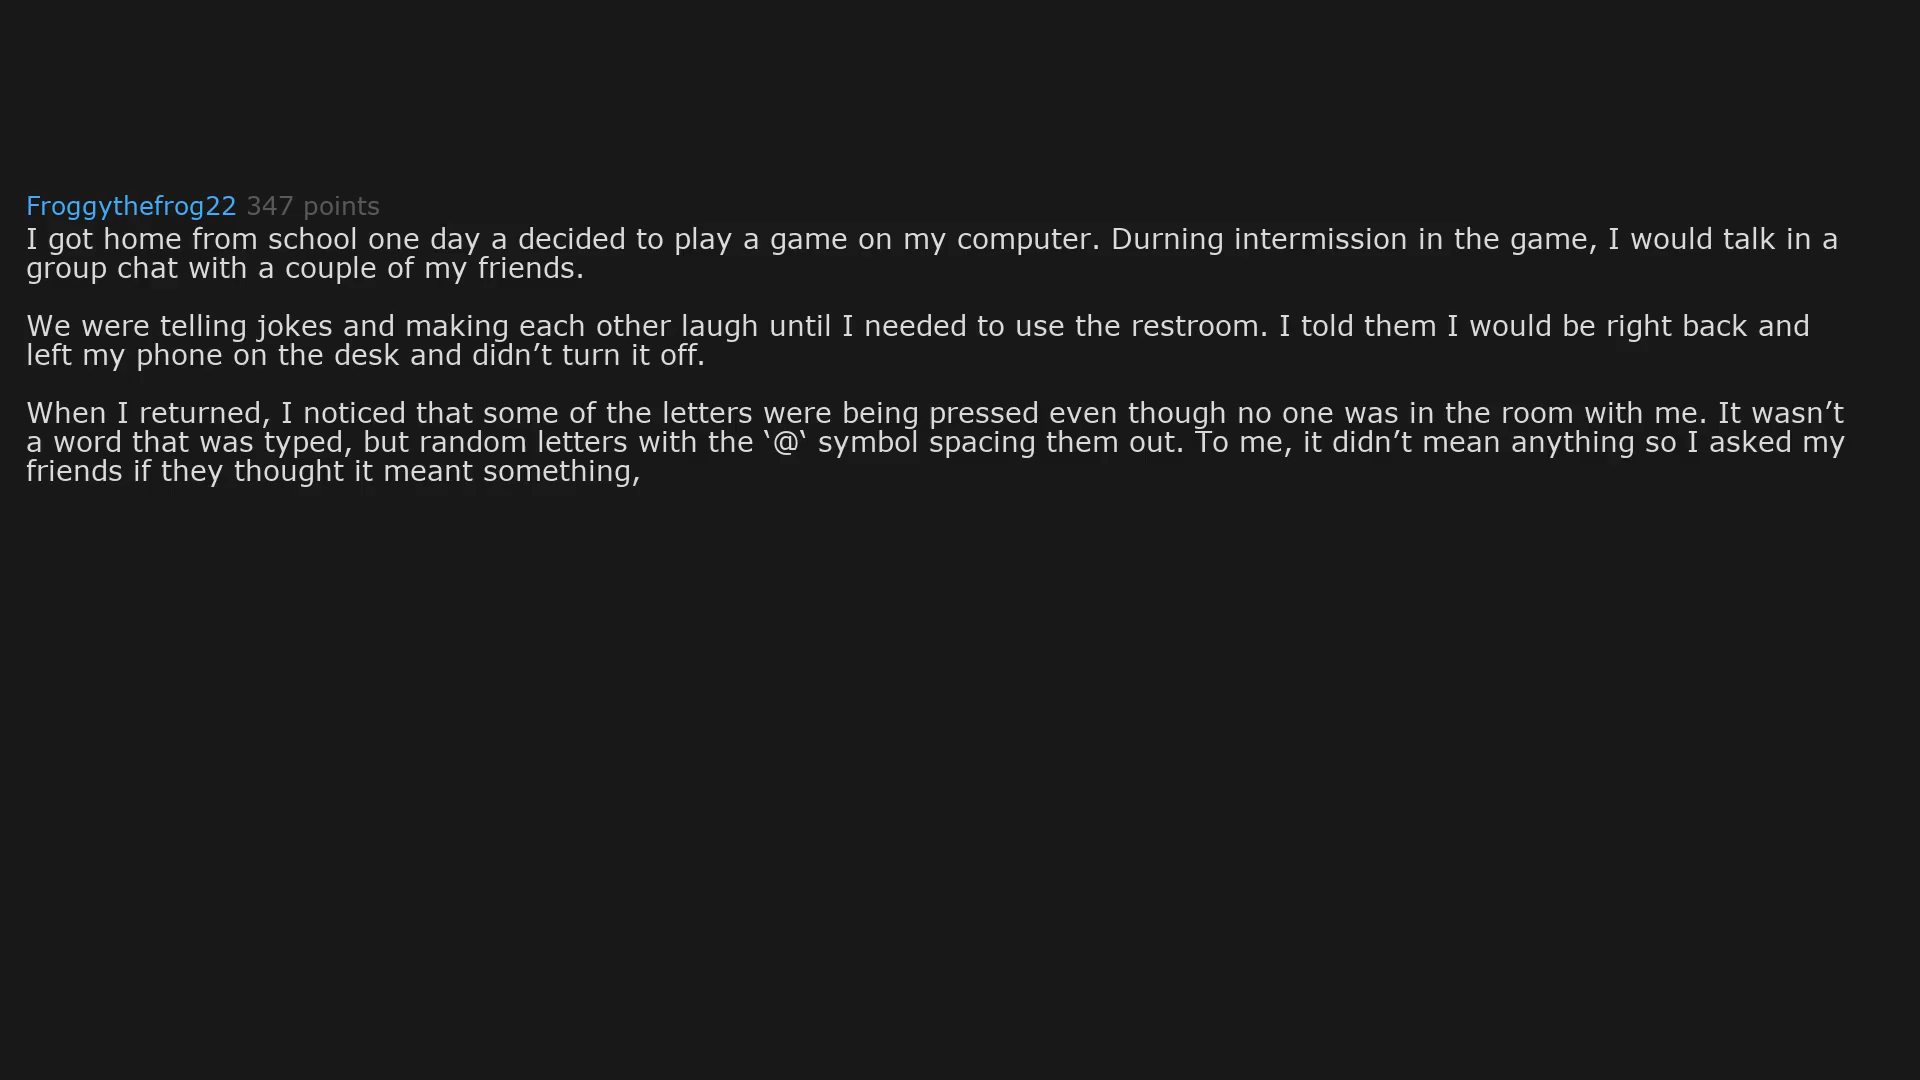 Froggythefrog22 347 points
I got home from school one day a decided to play a game on my computer. Durning intermission in the game, I would talk in a
group chat with a couple of my friends.
We were telling jokes and making each other laugh until I needed to use the restroom. I told them I would be right back and
left my phone on the desk and didn’t turn it off.
When I returned, I noticed that some of the letters were being pressed even though no one was in the room with me. It wasn’t
a word that was typed, but random letters with the ‛@‛ symbol spacing them out. To me, it didn’t mean anything so I asked my
friends if they thought it meant something,